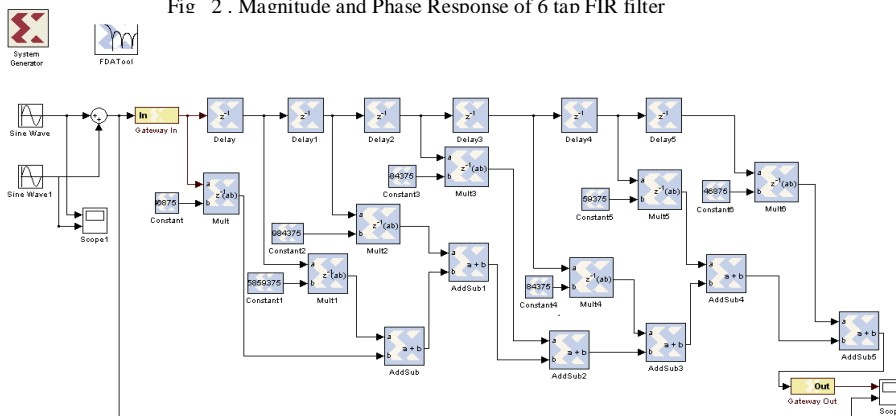 Fig 2 . Magnitude and Phase Response of 6 tap FIR filter
System
Generator
FDATool
Sine Wave
In
Gateway In
z-1
Delay
z-1
Delay1
z-1
Delay2
z-1
Delay3
z-1
Delay4
z-1
Delay5
Sine Wave1
Scope1
6875
Constant
a
b
z-1(ab)
Mult
984375
Constant2
a
b
z-1(ab)
Mult2
5859375
Constant1
a
b
z-1(ab)
Mult1
84375
Constant3
a
b
z-1(ab)
Mult3
a
b
a + b
AddSub1
a
b
a + b
AddSub
84375
Constant4
a
b
z-1(ab)
Mult4
59375
Constant5
a
b
z-1(ab)
Mult5
46875
Constant6
a
b
z-1(ab)
Mult6
a
b
a + b
AddSub2
a
b
a + b
AddSub3
a
b
a + b
AddSub4
a
b
a + b
AddSub5
Out
Gateway Out